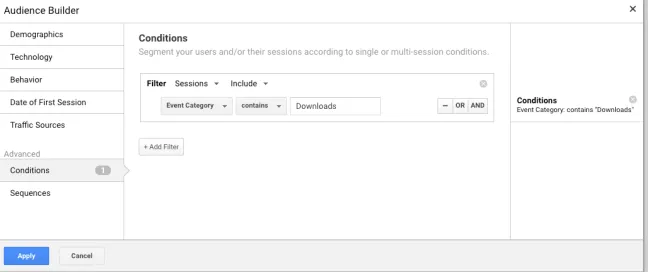 Audience Builder
Demographics
Technology
Behavior
Date of First Session
Traffic Sources
Advanced
Conditions 1
Sequences
Conditions
Segment your users and/or their sessions according to single or multi-session conditions.
Filter Sessions Include
Event Category contains Downloads – OR AND
+ Add Filter
Conditions
Event Category: contains "Downloads"
Apply Cancel